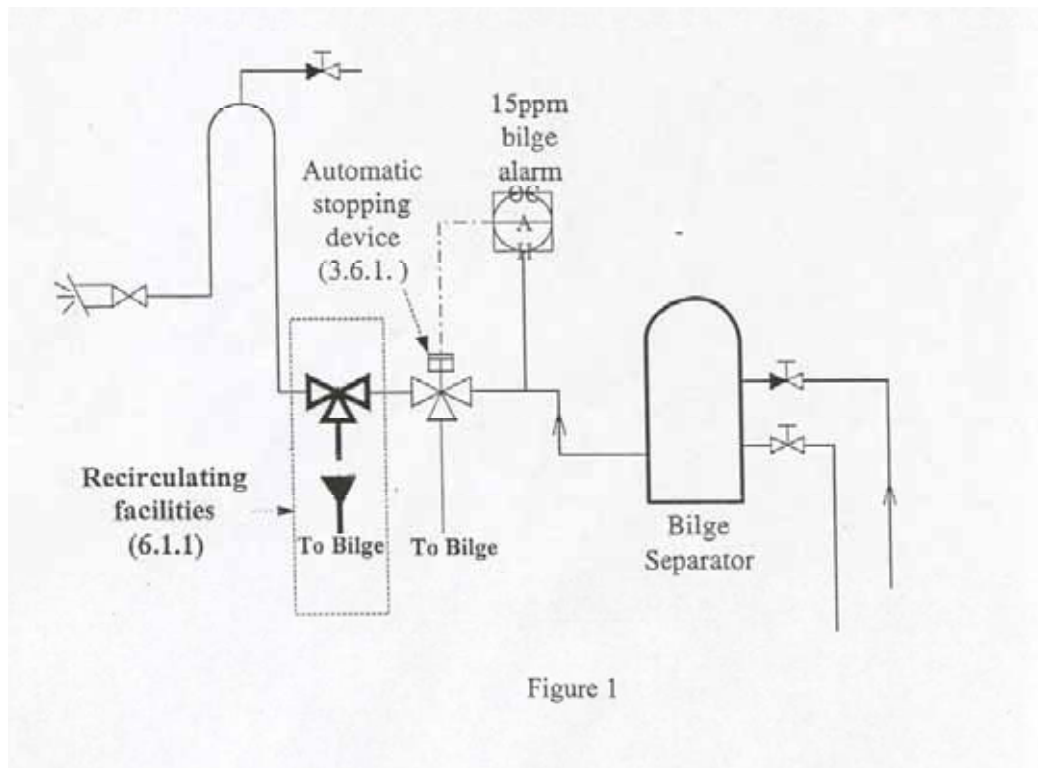 15ppm
bilge
alarm
OC
A
H
Automatic
stopping
device
(3.6.1. )
Recirculating
facilities
(6.1.1)
To Bilge
To Bilge
Bilge
Separator
Figure 1